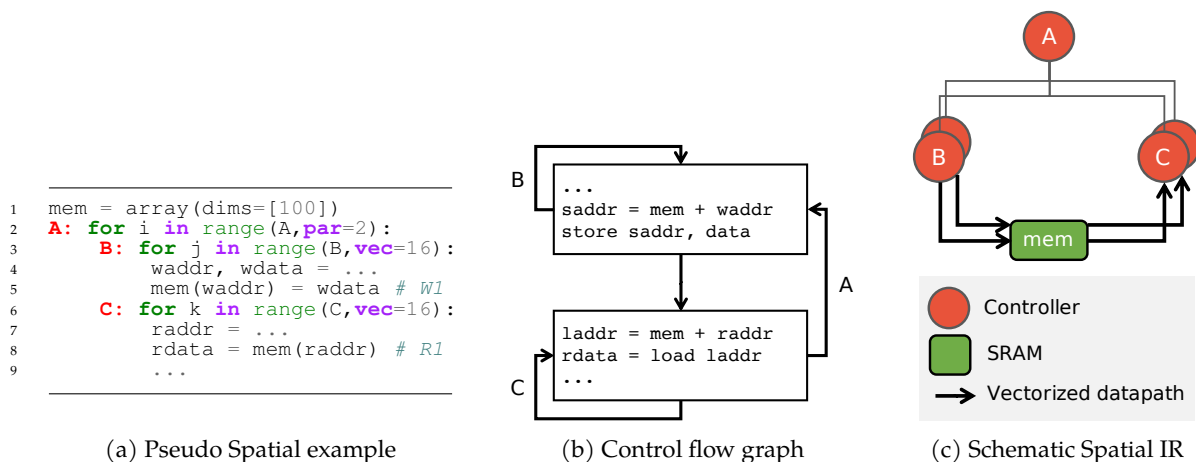 1 mem = array(dims=[100])
2 A: for i in range(A,par=2):
3 B: for j in range(B,vec=16):
4 waddr, wdata = ...
5 mem(waddr) = wdata # W1
6 C: for k in range(C,vec=16):
7 raddr = ...
8 rdata = mem(raddr) # R1
9 ...
(a) Pseudo Spatial example
B
...
saddr = mem + waddr
store saddr, data
A
laddr = mem + raddr
rdata = load laddr
...
C
(b) Control flow graph
A
B
C
mem
Controller
SRAM
Vectorized datapath
(c) Schematic Spatial IR